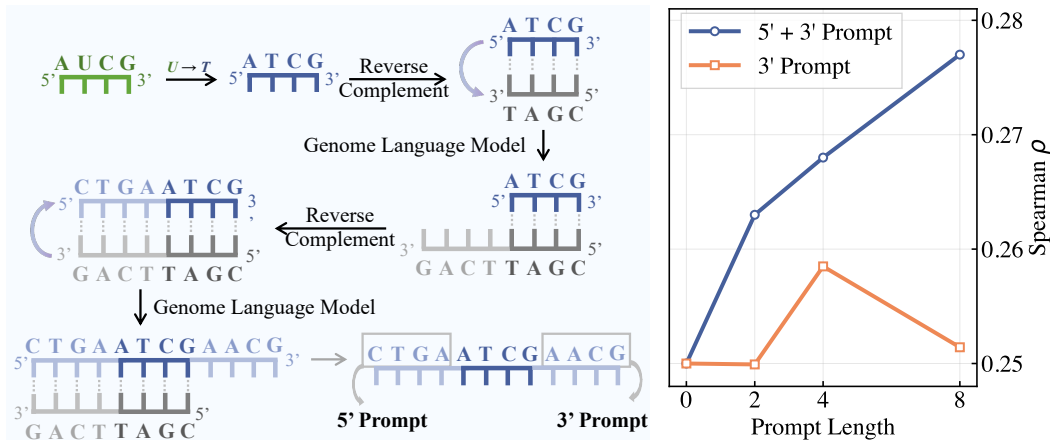 A U C G
5' 3'
U → T
A T C G
5' 3'
Reverse
Complement
A T C G
5' 3'
3' 5'
T A G C
Genome Language Model
A T C G
5' 3'
3' 5'
G A C T T A G C
Reverse
Complement
C T G A A T C G
5' 3'
3' 5'
G A C T T A G C
Genome Language Model
C T G A A T C G A A C G
5' 3'
3' 5'
G A C T T A G C
C T G A A T C G A A C G
5' Prompt 3' Prompt
5' + 3' Prompt
3' Prompt
0.28
0.27
0.26
0.25
Spearman ρ
0 2 4 8
Prompt Length